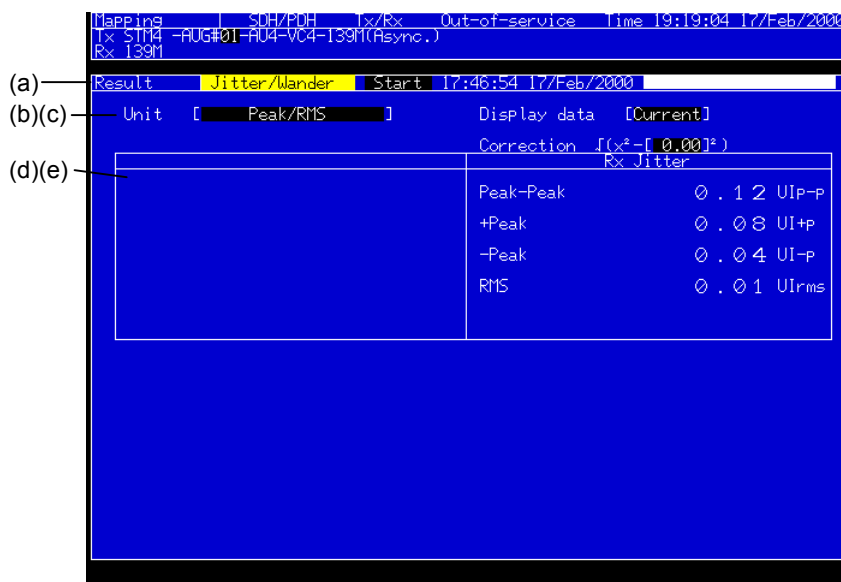 Mapping | SDH/PDH Tx/Rx Out-of-service Time 19:19:04 17/Feb/2000
Tx STM4 -AUG#01-AU4-VC4-139M(Async.)
Rx 139M
(a) Result Jitter/Wander Start 17:46:54 17/Feb/2000
(b)(c) Unit [ Peak/RMS ] Display data [Current]
Correction √(x²-[ 0.00]²)
(d)(e) Rx Jitter
Peak-Peak 0.12 UIp-p
+Peak 0.08 UI+p
-Peak 0.04 UI-p
RMS 0.01 UIrms